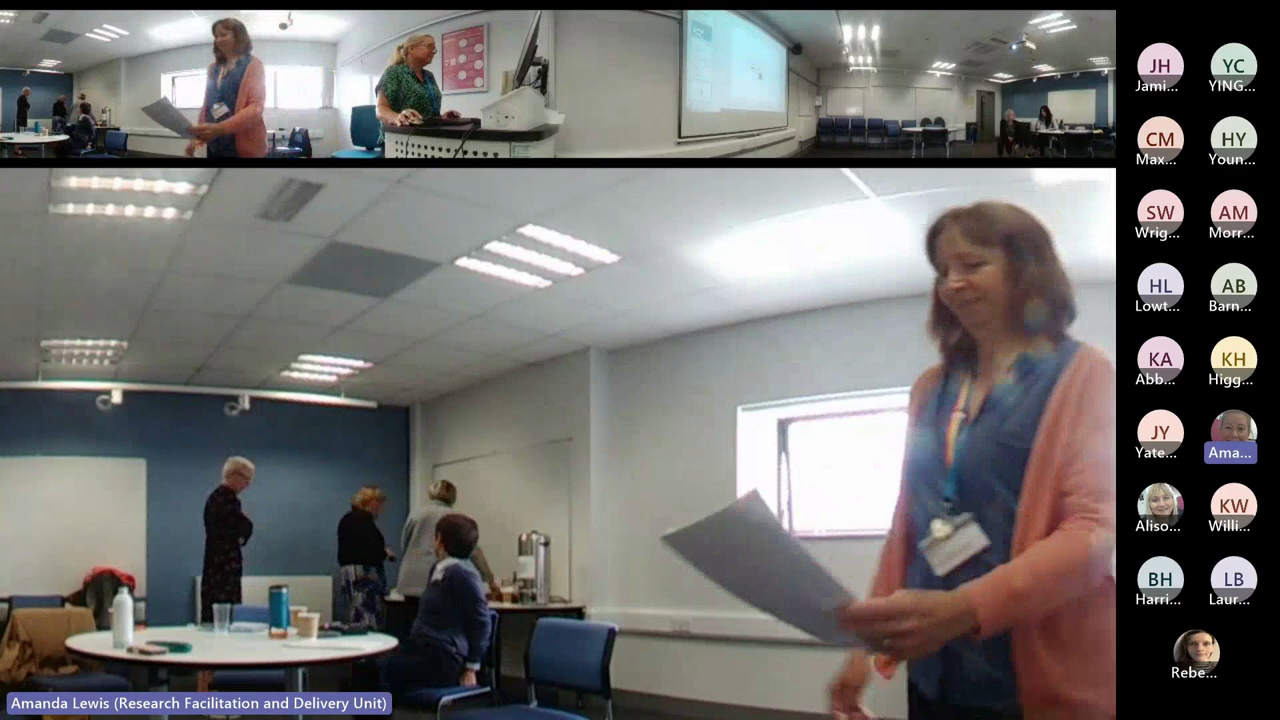 JH
Jami...
YC
YING...
CM
Max...
HY
Youn...
SW
Wrig...
AM
Morr...
HL
Lowt...
AB
Barn...
KA
Abb...
KH
Higg...
JY
Yate...
Ama...
Aliso...
KW
Willi...
BH
Harri...
LB
Laur...
Rebe...
Amanda Lewis (Research Facilitation and Delivery Unit)